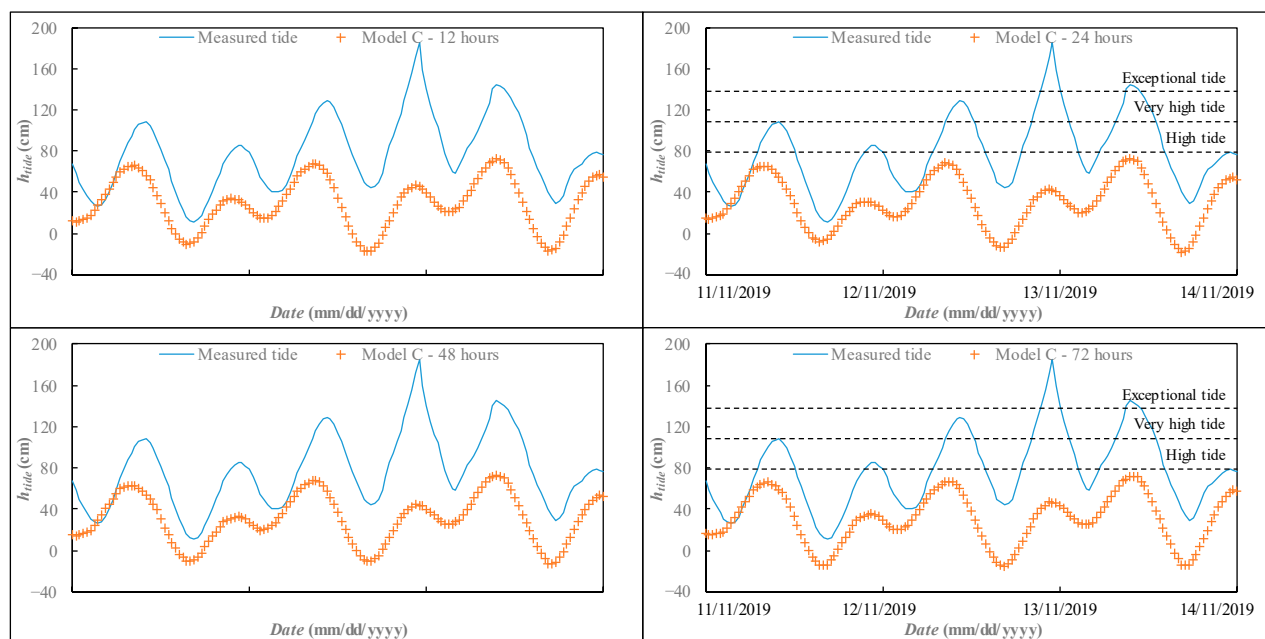 Measured tide
Model C - 12 hours
200
160
120
80
40
0
−40
h_tide (cm)
Date (mm/dd/yyyy)
Measured tide
Model C - 24 hours
200
160
120
80
40
0
−40
h_tide (cm)
Exceptional tide
Very high tide
High tide
11/11/2019 12/11/2019 13/11/2019 14/11/2019
Date (mm/dd/yyyy)
Measured tide
Model C - 48 hours
200
160
120
80
40
0
−40
h_tide (cm)
Date (mm/dd/yyyy)
Measured tide
Model C - 72 hours
200
160
120
80
40
0
−40
h_tide (cm)
Exceptional tide
Very high tide
High tide
11/11/2019 12/11/2019 13/11/2019 14/11/2019
Date (mm/dd/yyyy)